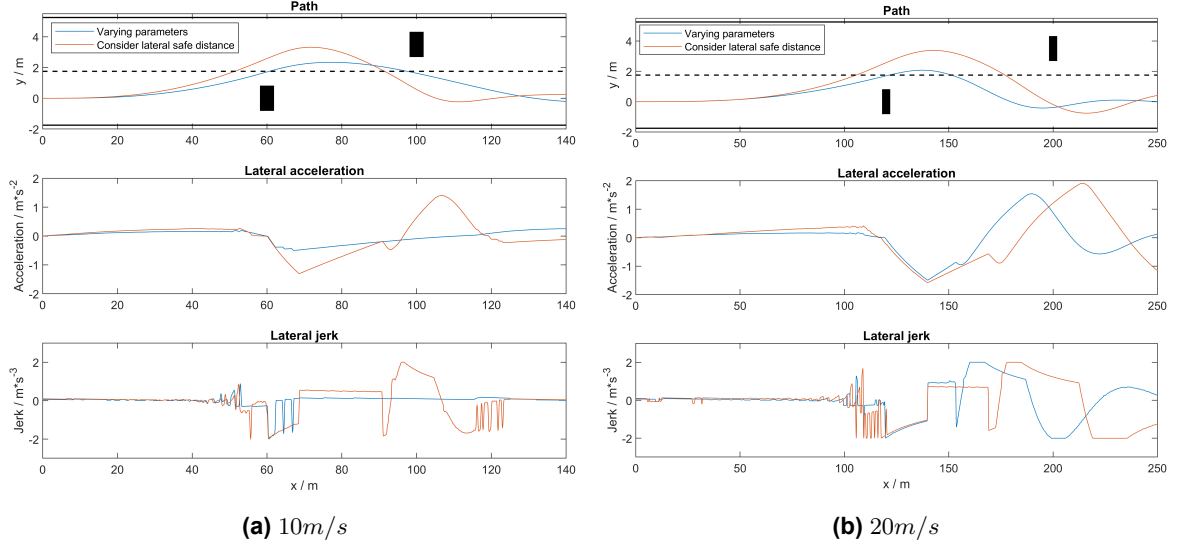 Path
Varying parameters
Consider lateral safe distance
y / m
4
2
0
-2
0 20 40 60 80 100 120 140
Lateral acceleration
Acceleration / m*s^-2
2
1
0
-1
-2
0 20 40 60 80 100 120 140
Lateral jerk
Jerk / m*s^-3
2
0
-2
0 20 40 60 80 100 120 140
x / m
(a) 10m/s
Path
Varying parameters
Consider lateral safe distance
y / m
4
2
0
-2
0 50 100 150 200 250
Lateral acceleration
Acceleration / m*s^-2
2
1
0
-1
-2
0 50 100 150 200 250
Lateral jerk
Jerk / m*s^-3
2
0
-2
0 50 100 150 200 250
x / m
(b) 20m/s